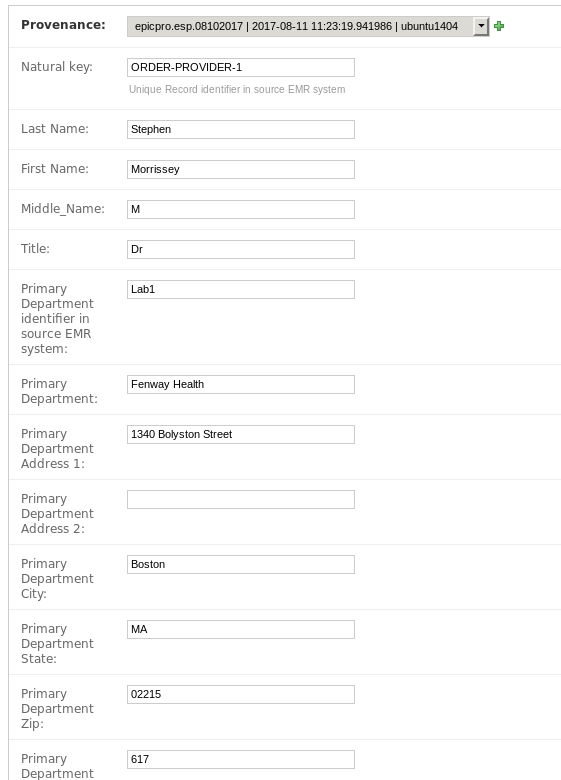 Provenance: epicpro.esp.08102017 | 2017-08-11 11:23:19.941986 | ubuntu1404
Natural key: ORDER-PROVIDER-1
Unique Record identifier in source EMR system
Last Name: Stephen
First Name: Morrissey
Middle_Name: M
Title: Dr
Primary Lab1
Department
identifier in
source EMR
system:
Primary Fenway Health
Department:
Primary 1340 Bolyston Street
Department
Address 1:
Primary
Department
Address 2:
Primary Boston
Department
City:
Primary MA
Department
State:
Primary 02215
Department
Zip:
Primary 617
Department